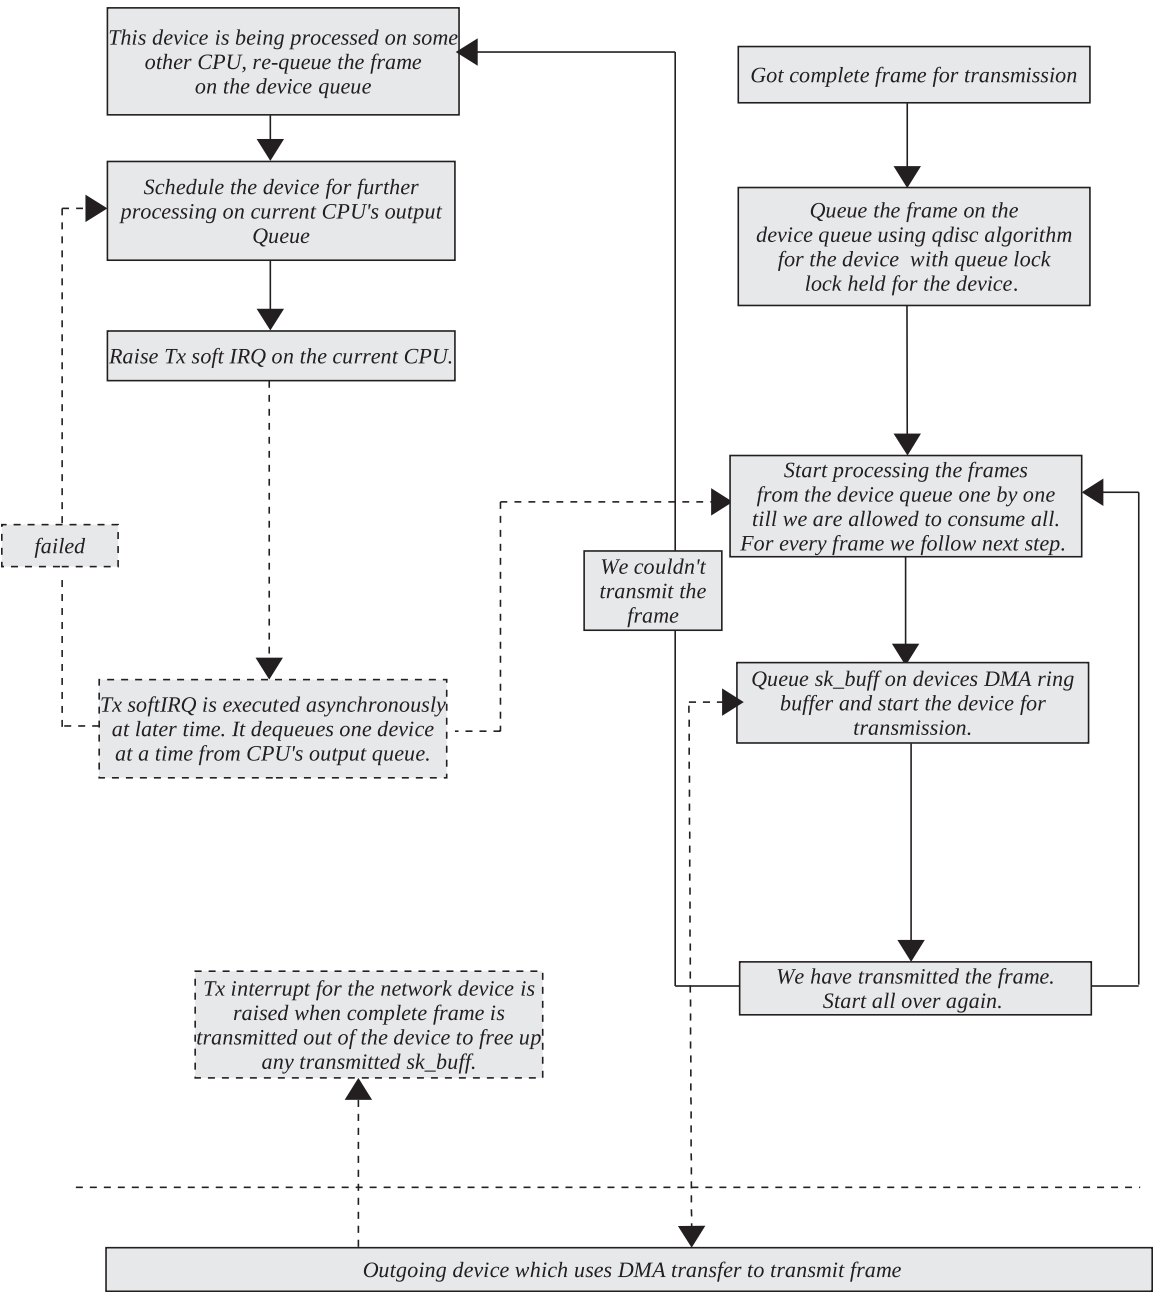 This device is being processed on some
other CPU, re-queue the frame
on the device queue
Got complete frame for transmission
Schedule the device for further
processing on current CPU's output
Queue
Queue the frame on the
device queue using qdisc algorithm
for the device with queue lock
lock held for the device.
Raise Tx soft IRQ on the current CPU.
Start processing the frames
from the device queue one by one
till we are allowed to consume all.
For every frame we follow next step.
failed
We couldn't
transmit the
frame
Tx softIRQ is executed asynchronously
at later time. It dequeues one device
at a time from CPU's output queue.
Queue sk_buff on devices DMA ring
buffer and start the device for
transmission.
We have transmitted the frame.
Start all over again.
Tx interrupt for the network device is
raised when complete frame is
transmitted out of the device to free up
any transmitted sk_buff.
Outgoing device which uses DMA transfer to transmit frame